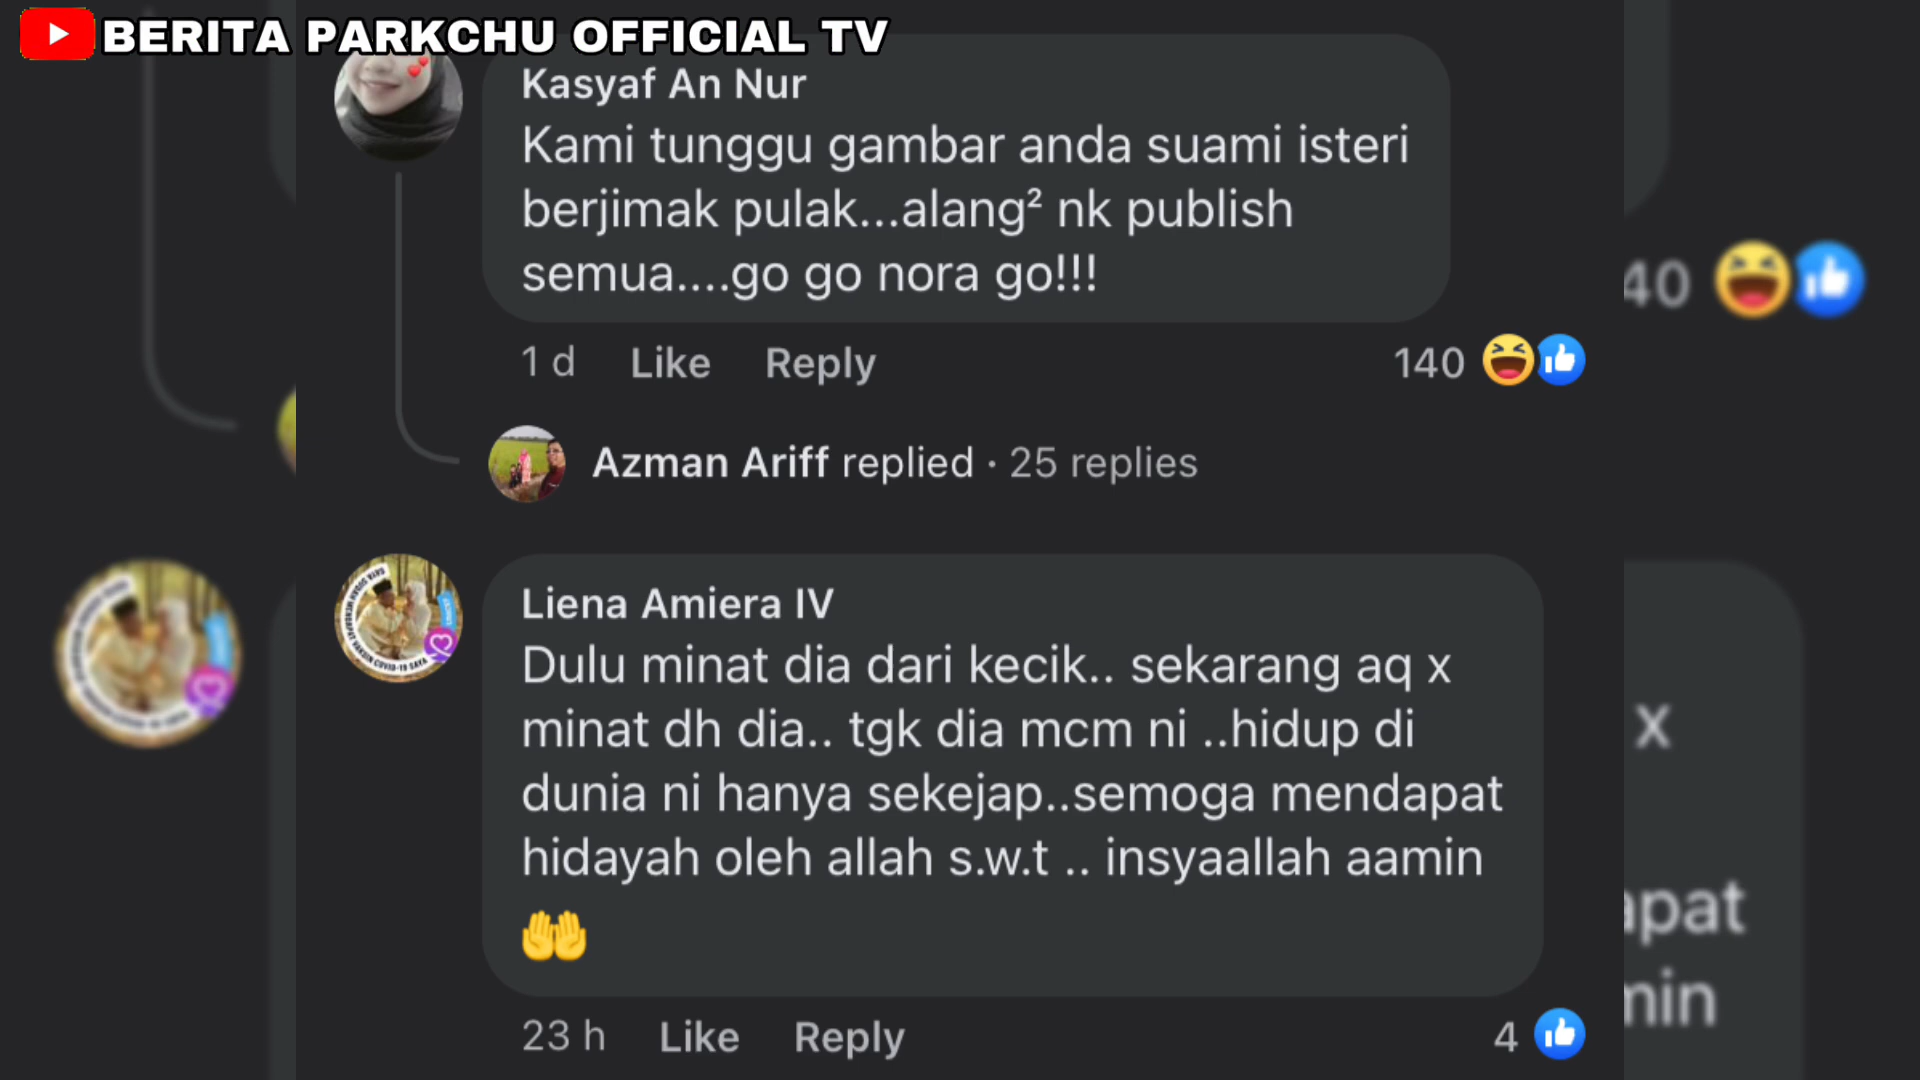 BERITA PARKCHU OFFICIAL TV
Kasyaf An Nur
Kami tunggu gambar anda suami isteri
berjimak pulak...alang² nk publish
semua....go go nora go!!!
1 d Like Reply 140
40
Azman Ariff replied · 25 replies
Liena Amiera IV
Dulu minat dia dari kecik.. sekarang aq x
minat dh dia.. tgk dia mcm ni ..hidup di
dunia ni hanya sekejap..semoga mendapat
hidayah oleh allah s.w.t .. insyaallah aamin
x
apat
min
23 h Like Reply 4